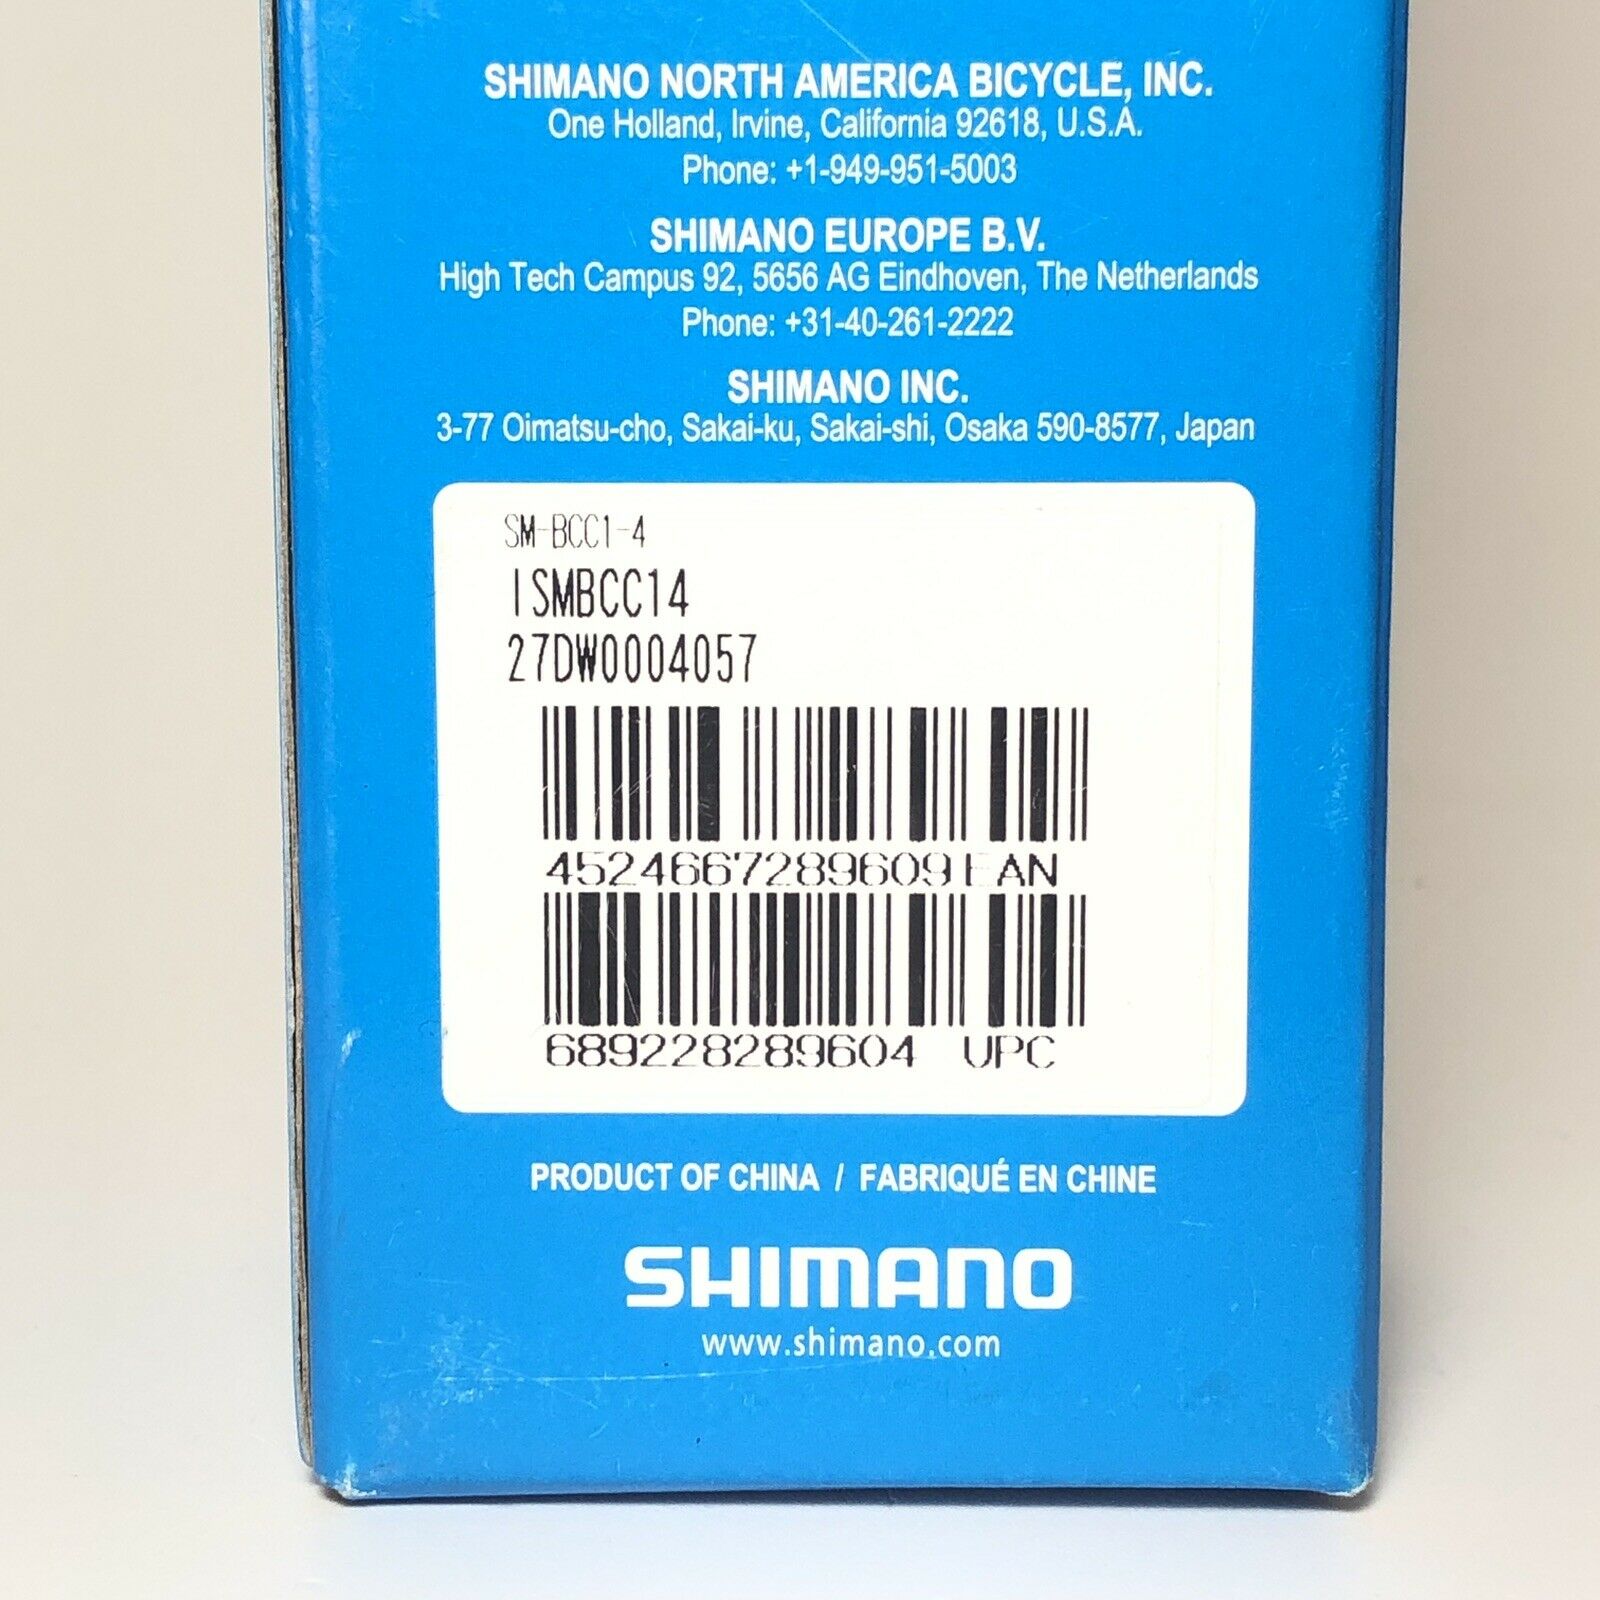 SHIMANO NORTH AMERICA BICYCLE, INC.
One Holland, Irvine, California 92618, U.S.A.
Phone: +1-949-951-5003
SHIMANO EUROPE B.V.
High Tech Campus 92, 5656 AG Eindhoven, The Netherlands
Phone: +31-40-261-2222
SHIMANO INC.
3-77 Oimatsu-cho, Sakai-ku, Sakai-shi, Osaka 590-8577, Japan
SM-BCC1-4
ISMBCC14
27DW0004057
4524667289609 EAN
689228289604 UPC
PRODUCT OF CHINA / FABRIQUÉ EN CHINE
SHIMANO
www.shimano.com